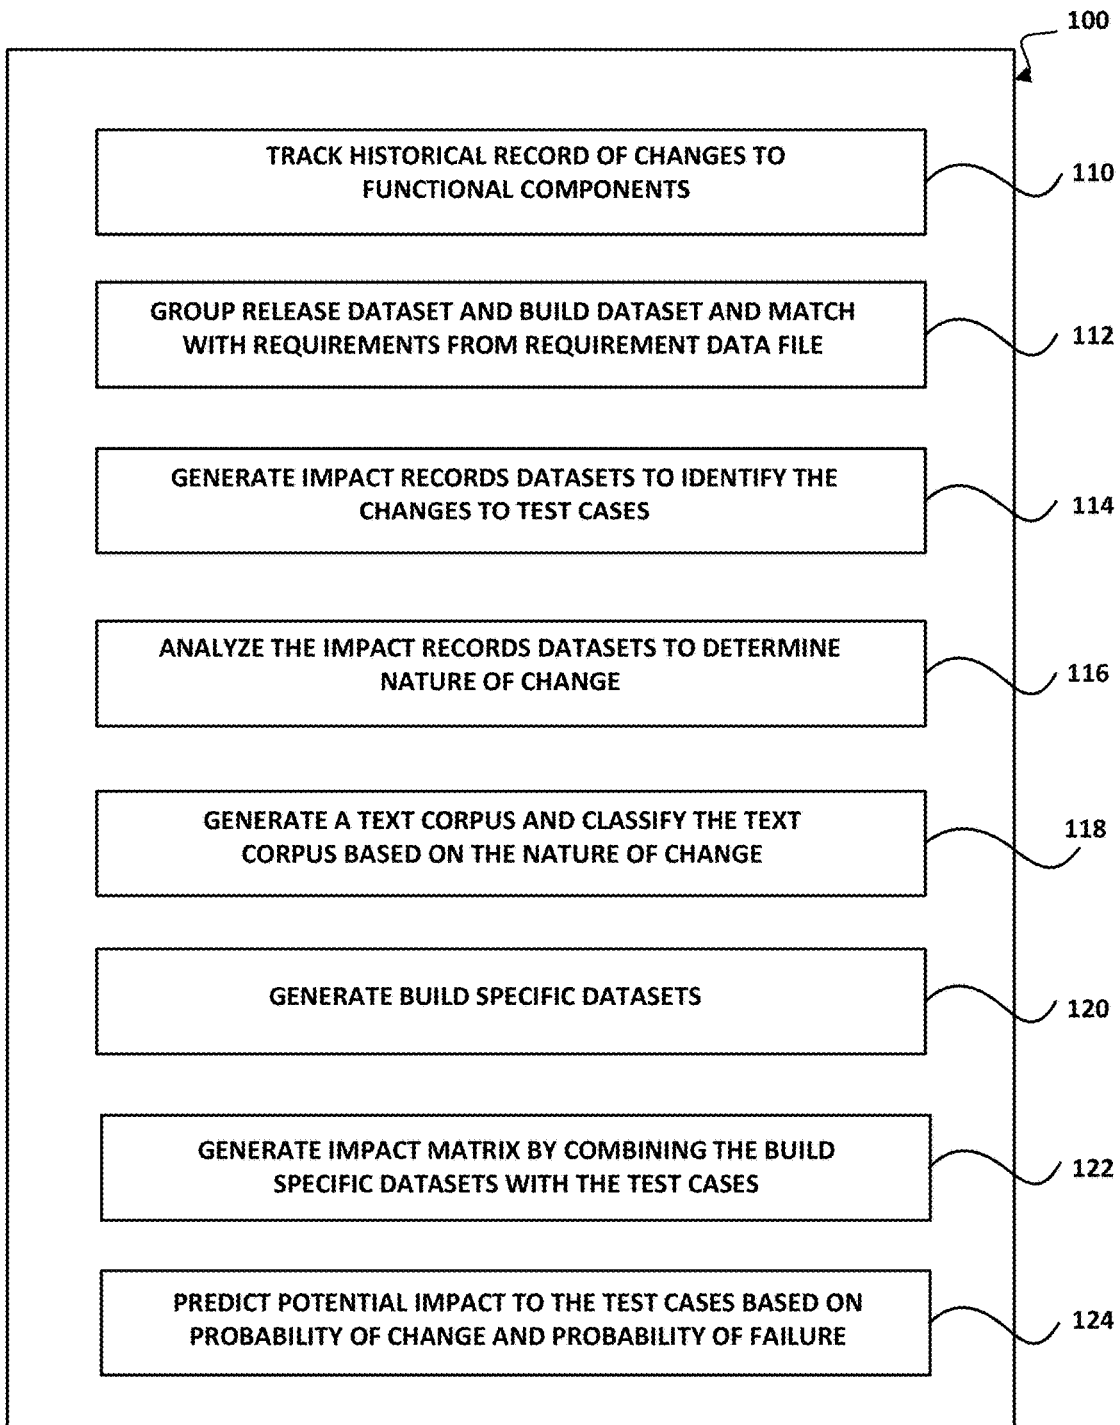 100
TRACK HISTORICAL RECORD OF CHANGES TO
FUNCTIONAL COMPONENTS
110
GROUP RELEASE DATASET AND BUILD DATASET AND MATCH
WITH REQUIREMENTS FROM REQUIREMENT DATA FILE
112
GENERATE IMPACT RECORDS DATASETS TO IDENTIFY THE
CHANGES TO TEST CASES
114
ANALYZE THE IMPACT RECORDS DATASETS TO DETERMINE
NATURE OF CHANGE
116
GENERATE A TEXT CORPUS AND CLASSIFY THE TEXT
CORPUS BASED ON THE NATURE OF CHANGE
118
GENERATE BUILD SPECIFIC DATASETS
120
GENERATE IMPACT MATRIX BY COMBINING THE BUILD
SPECIFIC DATASETS WITH THE TEST CASES
122
PREDICT POTENTIAL IMPACT TO THE TEST CASES BASED ON
PROBABILITY OF CHANGE AND PROBABILITY OF FAILURE
124